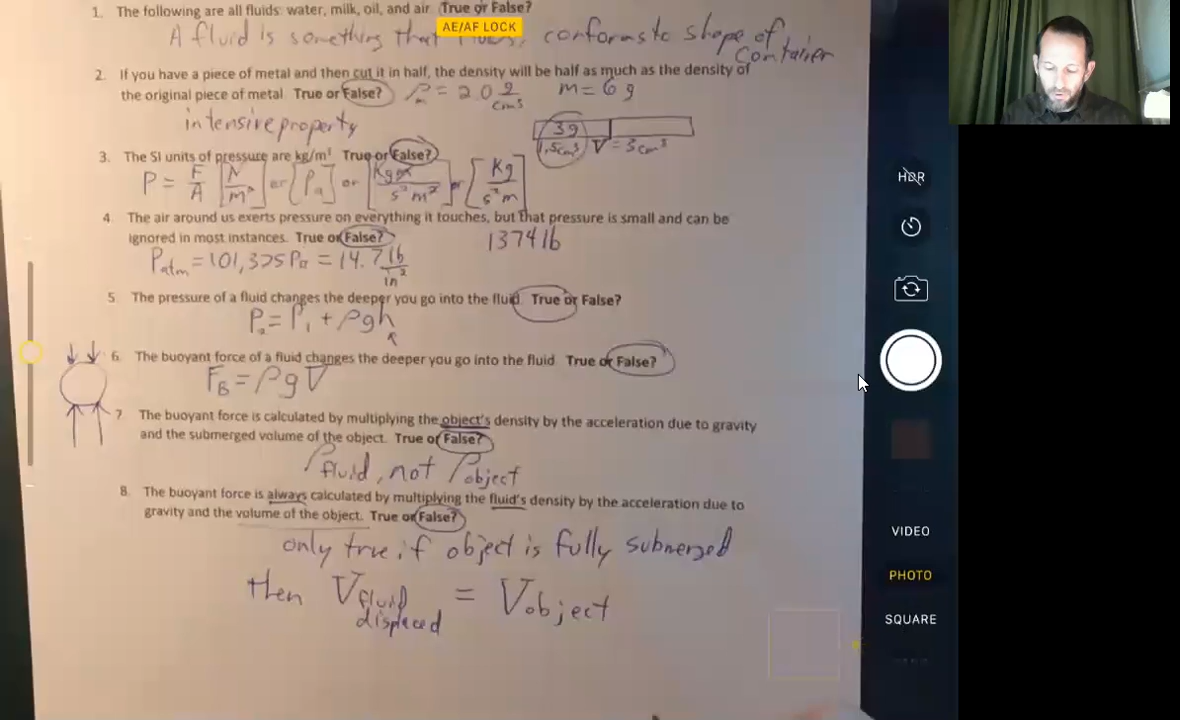 1. The following are all fluids: water, milk, oil, and air. True or False?
AE/AF LOCK
A fluid is something that flows, conforms to shape of
container
2. If you have a piece of metal and then cut it in half, the density will be half as much as the density of
the original piece of metal. True or False? ρm = 2.0 g/cm³ m = 6 g
intensive property
3g
1.5cm³ V = 3cm³
3. The SI units of pressure are kg/m³. True or False?
P = F/A [N/m²] or [Pa] or [kg m/s² m²] or [kg/s² m]
4. The air around us exerts pressure on everything it touches, but that pressure is small and can be
ignored in most instances. True or False? 1374 lb
Patm = 101,325 Pa = 14.7 lb/in²
5. The pressure of a fluid changes the deeper you go into the fluid. True or False?
P₂ = P₁ + ρgh
6. The buoyant force of a fluid changes the deeper you go into the fluid. True or False?
FB = ρgV
7. The buoyant force is calculated by multiplying the object's density by the acceleration due to gravity
and the submerged volume of the object. True or False?
ρfluid, not ρobject
8. The buoyant force is always calculated by multiplying the fluid's density by the acceleration due to
gravity and the volume of the object. True or False?
only true if object is fully submerged
then Vfluid = Vobject
displaced
HDR
VIDEO
PHOTO
SQUARE